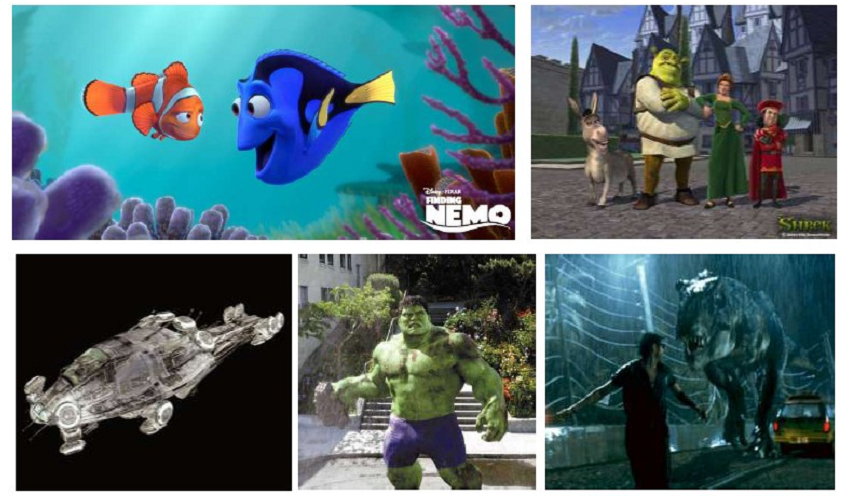 Disney · PIXAR
FINDING
NEMO
SHREK